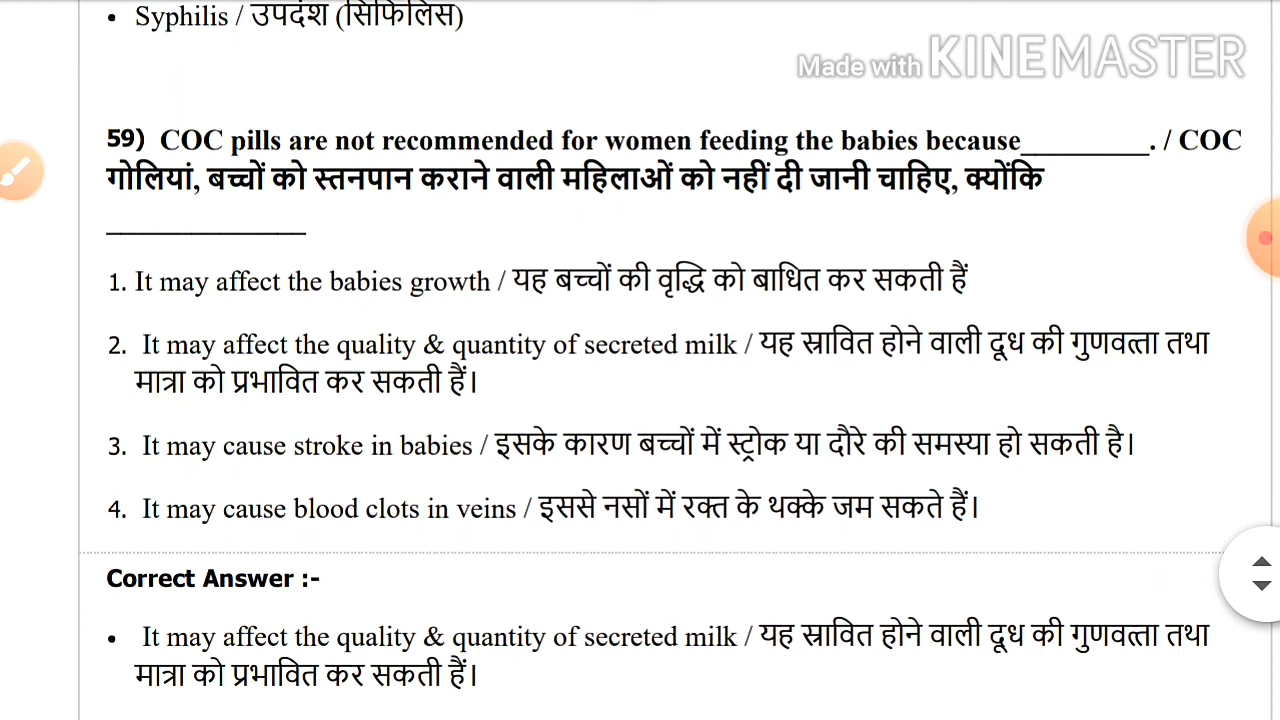 • Syphilis / उपदंश (सिफिलिस)
Made with KINEMASTER
59) COC pills are not recommended for women feeding the babies because_________. / COC
गोलियां, बच्चों को स्तनपान कराने वाली महिलाओं को नहीं दी जानी चाहिए, क्योंकि
______________
1. It may affect the babies growth / यह बच्चों की वृद्धि को बाधित कर सकती हैं
2. It may affect the quality & quantity of secreted milk / यह स्रावित होने वाली दूध की गुणवत्ता तथा
मात्रा को प्रभावित कर सकती हैं।
3. It may cause stroke in babies / इसके कारण बच्चों में स्ट्रोक या दौरे की समस्या हो सकती है।
4. It may cause blood clots in veins / इससे नसों में रक्त के थक्के जम सकते हैं।
Correct Answer :-
• It may affect the quality & quantity of secreted milk / यह स्रावित होने वाली दूध की गुणवत्ता तथा
मात्रा को प्रभावित कर सकती हैं।